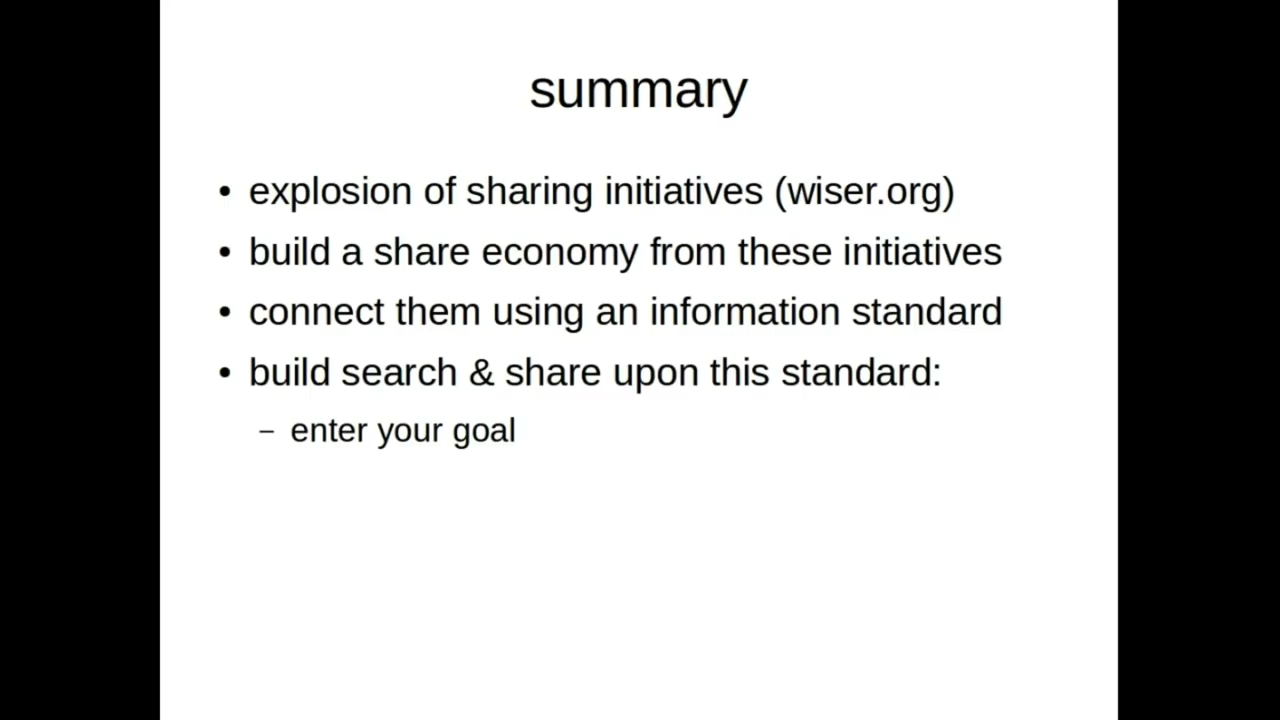 summary
• explosion of sharing initiatives (wiser.org)
• build a share economy from these initiatives
• connect them using an information standard
• build search & share upon this standard:
– enter your goal